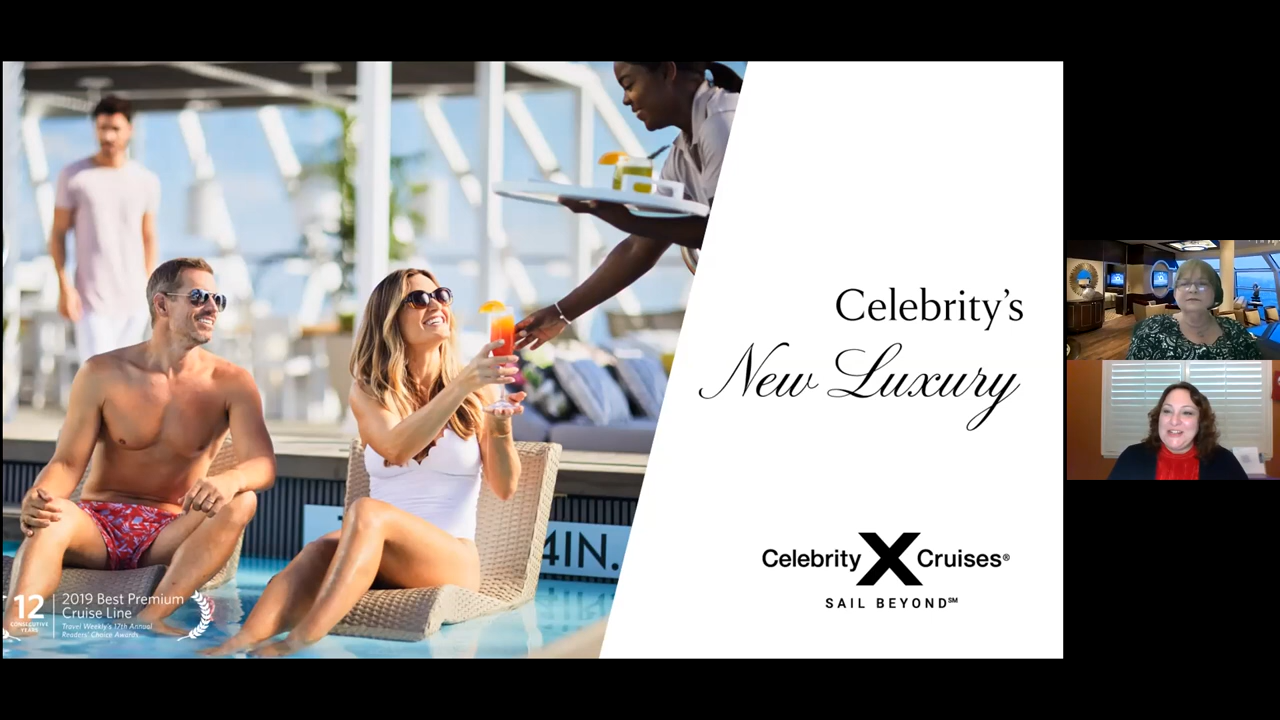 Celebrity's
New Luxury
Celebrity X Cruises®
SAIL BEYOND℠
4IN.
12
CONSECUTIVE
YEARS
2019 Best Premium
Cruise Line
Travel Weekly's 17th Annual
Readers' Choice Awards